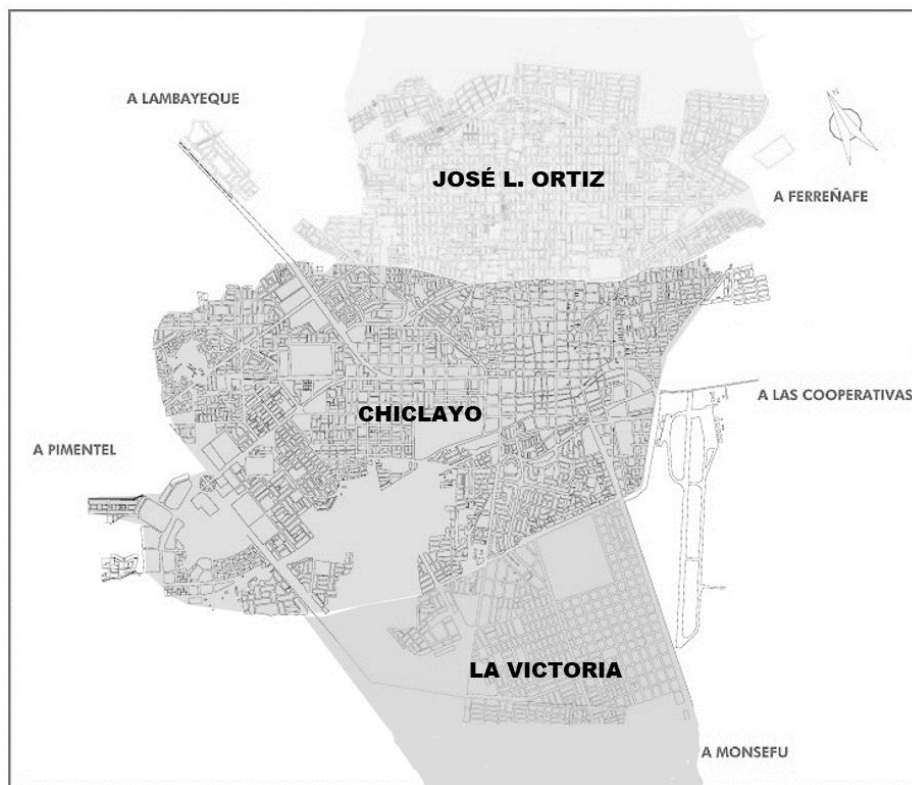 A LAMBAYEQUE
N
JOSÉ L. ORTIZ
A FERREÑAFE
A LAS COOPERATIVAS
CHICLAYO
A PIMENTEL
LA VICTORIA
A MONSEFU